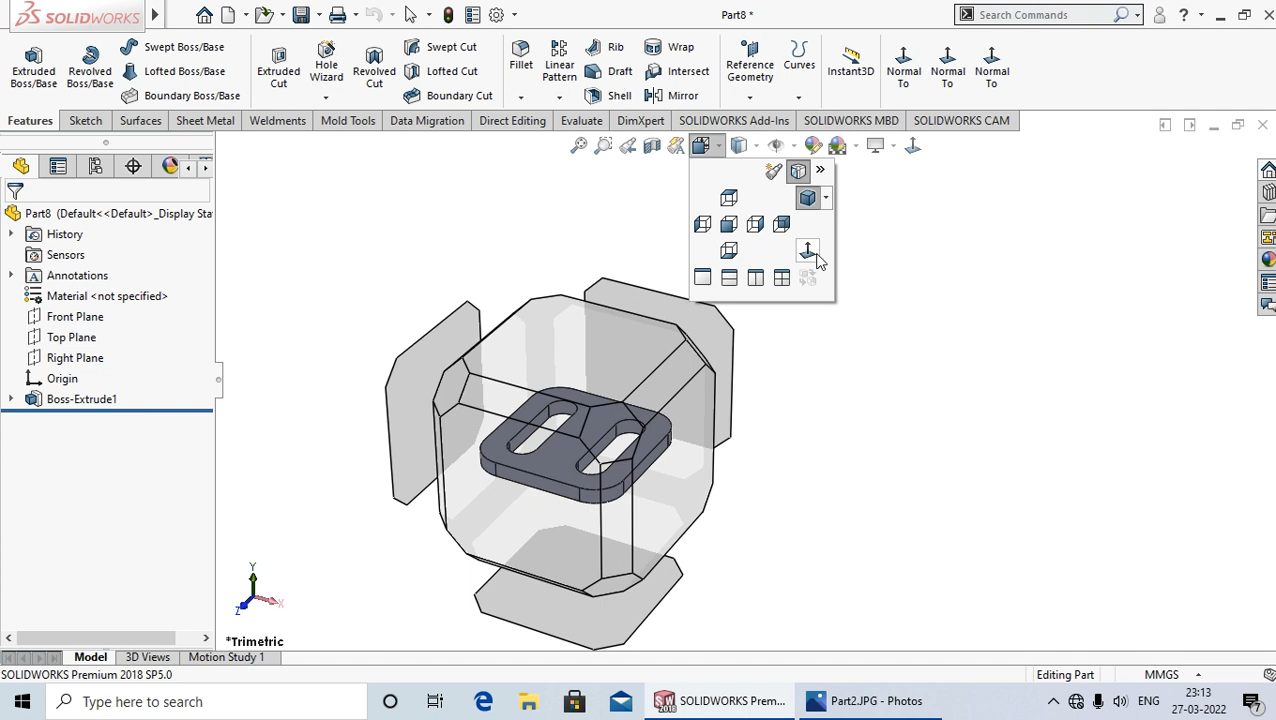 SOLIDWORKS
Part8 *
Search Commands
?
Extruded Boss/Base
Revolved Boss/Base
Swept Boss/Base
Lofted Boss/Base
Boundary Boss/Base
Extruded Cut
Hole Wizard
Revolved Cut
Swept Cut
Lofted Cut
Boundary Cut
Fillet
Linear Pattern
Rib
Draft
Shell
Wrap
Intersect
Mirror
Reference Geometry
Curves
Instant3D
Normal To
Normal To
Normal To
Features
Sketch
Surfaces
Sheet Metal
Weldments
Mold Tools
Data Migration
Direct Editing
Evaluate
DimXpert
SOLIDWORKS Add-Ins
SOLIDWORKS MBD
SOLIDWORKS CAM
Part8 (Default<<Default>_Display Sta
History
Sensors
Annotations
Material <not specified>
Front Plane
Top Plane
Right Plane
Origin
Boss-Extrude1
Y
Z
X
*Trimetric
Model
3D Views
Motion Study 1
SOLIDWORKS Premium 2018 SP5.0
Editing Part
MMGS
Type here to search
SW
2018
SOLIDWORKS Prem...
Part2.JPG - Photos
ENG
23:13
27-03-2022
7